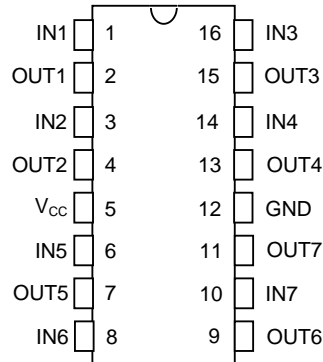 IN1 1 16 IN3
OUT1 2 15 OUT3
IN2 3 14 IN4
OUT2 4 13 OUT4
VCC 5 12 GND
IN5 6 11 OUT7
OUT5 7 10 IN7
IN6 8 9 OUT6